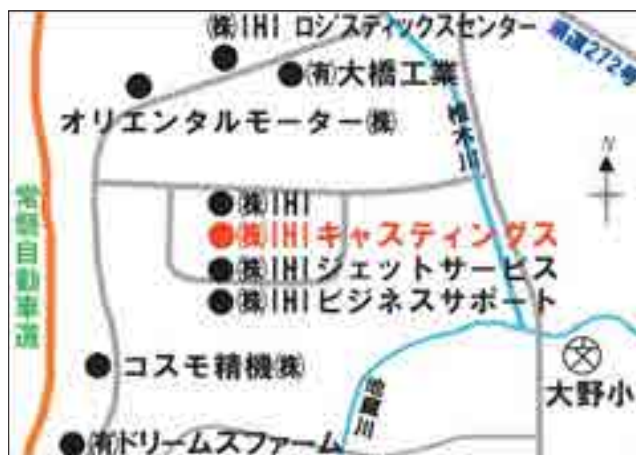 ㈱IHI ロジスティックスセンター
県道272号
㈲大橋工業
オリエンタルモーター㈱
椎木川
N
常磐自動車道
㈱IHI
㈱IHIキャスティングス
㈱IHIジェットサービス
㈱IHIビジネスサポート
コスモ精機㈱
大野小
㈲ドリームスファーム